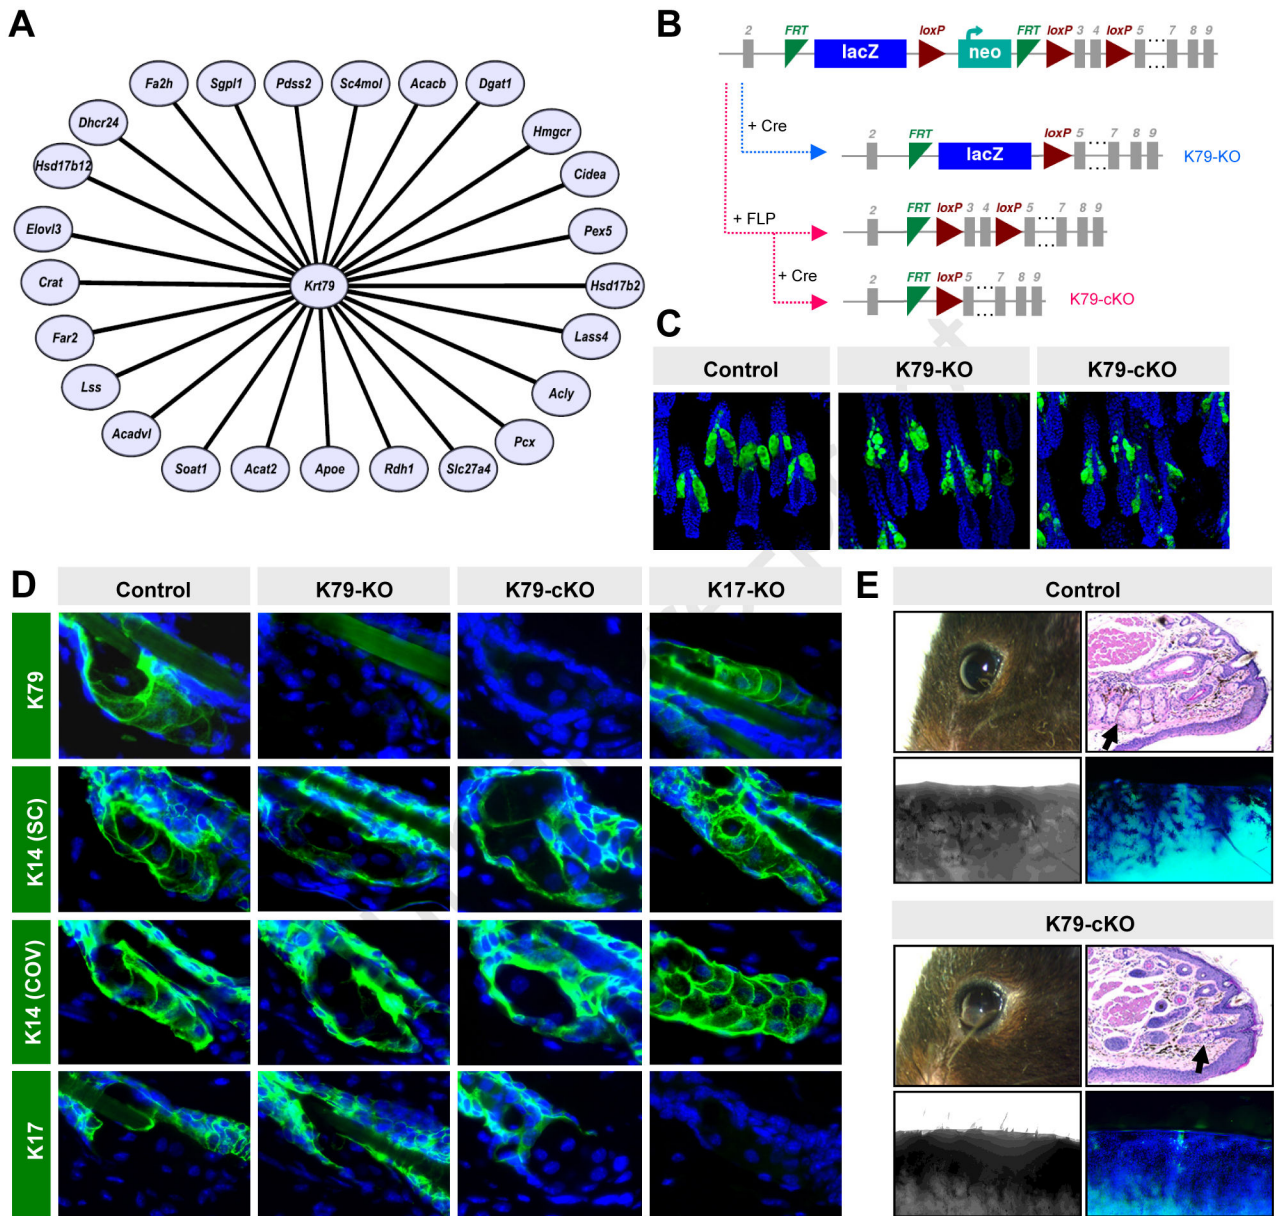 A
Fa2h
Sgpl1
Pdss2
Sc4mol
Acacb
Dgat1
Dhcr24
Hmgcr
Hsd17b12
Cidea
Elovl3
Pex5
Crat
Krt79
Hsd17b2
Far2
Lass4
Lss
Acly
Acadvl
Pcx
Soat1
Acat2
Apoe
Rdh1
Slc27a4
B
2 FRT lacZ loxP neo FRT loxP 3 4 loxP 5 ... 7 8 9
+ Cre
2 FRT lacZ loxP 5 ... 7 8 9
K79-KO
+ FLP
2 FRT loxP 3 4 loxP 5 ... 7 8 9
+ Cre
2 FRT loxP 5 ... 7 8 9
K79-cKO
C
Control K79-KO K79-cKO
D
Control K79-KO K79-cKO K17-KO
K79
K14 (SC)
K14 (COV)
K17
E
Control
K79-cKO